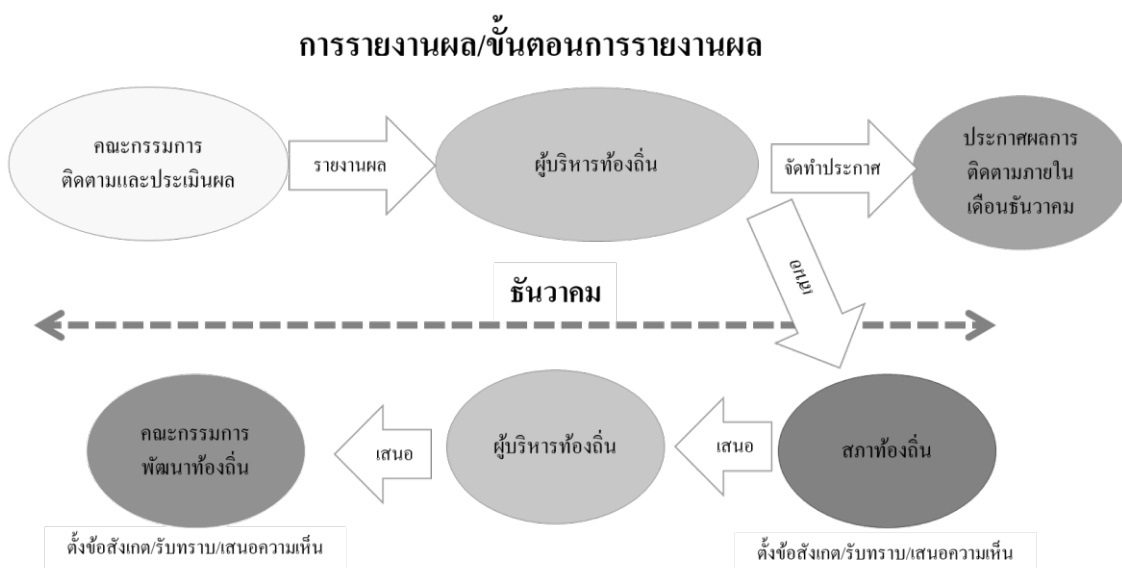 การรายงานผล/ขั้นตอนการรายงานผล
คณะกรรมการ
ติดตามและประเมินผล
รายงานผล
ผู้บริหารท้องถิ่น
จัดทำประกาศ
ประกาศผลการ
ติดตามภายใน
เดือนธันวาคม
เสนอ
ธันวาคม
คณะกรรมการ
พัฒนาท้องถิ่น
เสนอ
ผู้บริหารท้องถิ่น
เสนอ
สภาท้องถิ่น
ตั้งข้อสังเกต/รับทราบ/เสนอความเห็น
ตั้งข้อสังเกต/รับทราบ/เสนอความเห็น